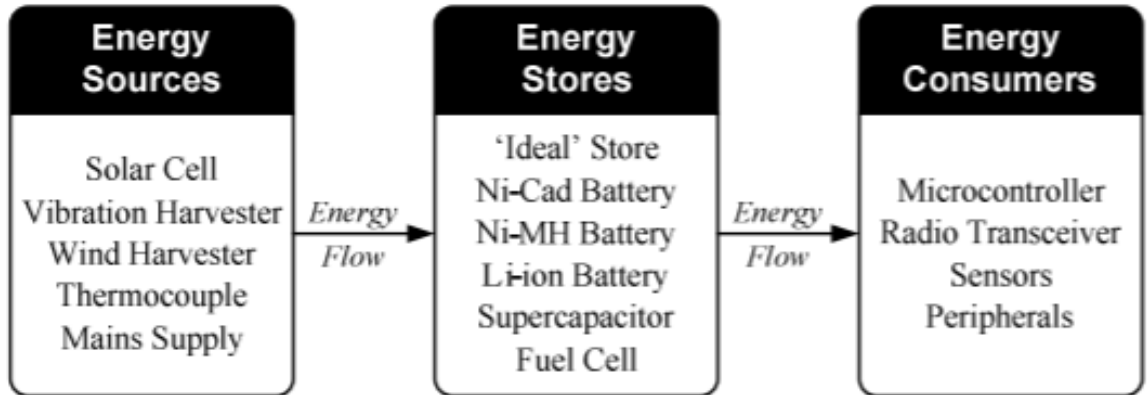 Energy
Sources
Solar Cell
Vibration Harvester
Wind Harvester
Thermocouple
Mains Supply
Energy
Flow
Energy
Stores
‘Ideal’ Store
Ni-Cad Battery
Ni-MH Battery
Li-ion Battery
Supercapacitor
Fuel Cell
Energy
Flow
Energy
Consumers
Microcontroller
Radio Transceiver
Sensors
Peripherals